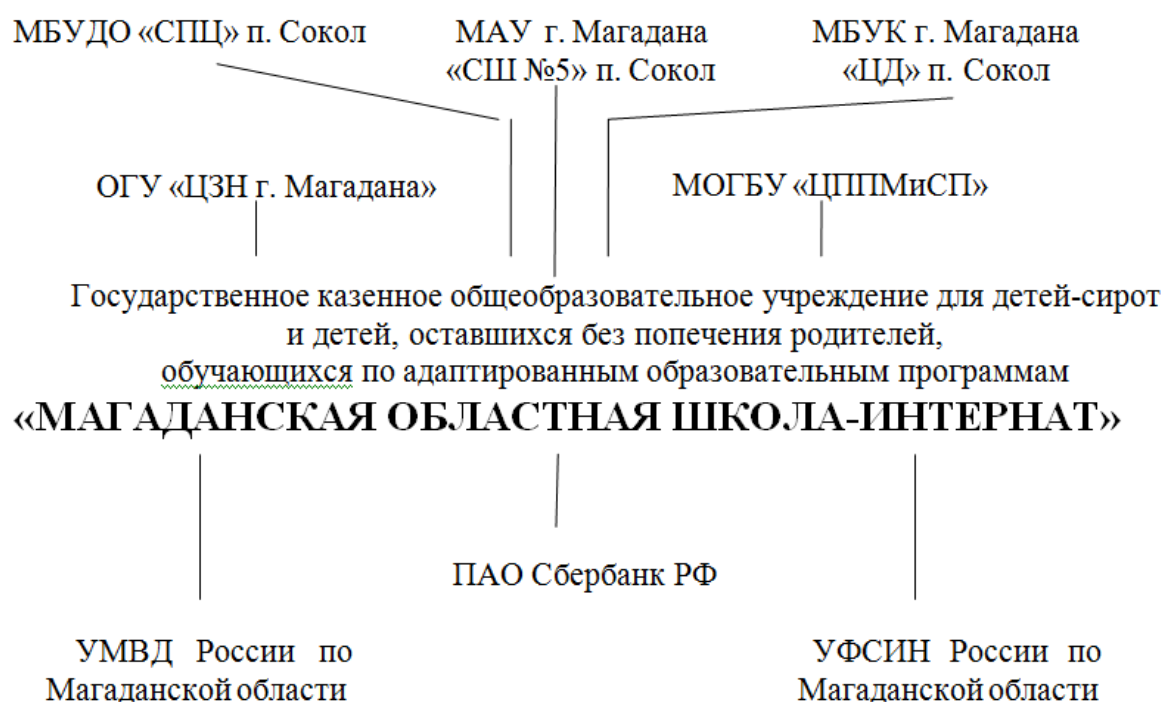 МБУДО «СПЦ» п. Сокол
МАУ г. Магадана
«СШ №5» п. Сокол
МБУК г. Магадана
«ЦД» п. Сокол
ОГУ «ЦЗН г. Магадана»
МОГБУ «ЦППМиСП»
Государственное казенное общеобразовательное учреждение для детей-сирот
и детей, оставшихся без попечения родителей,
обучающихся по адаптированным образовательным программам
«МАГАДАНСКАЯ ОБЛАСТНАЯ ШКОЛА-ИНТЕРНАТ»
ПАО Сбербанк РФ
УМВД России по
Магаданской области
УФСИН России по
Магаданской области